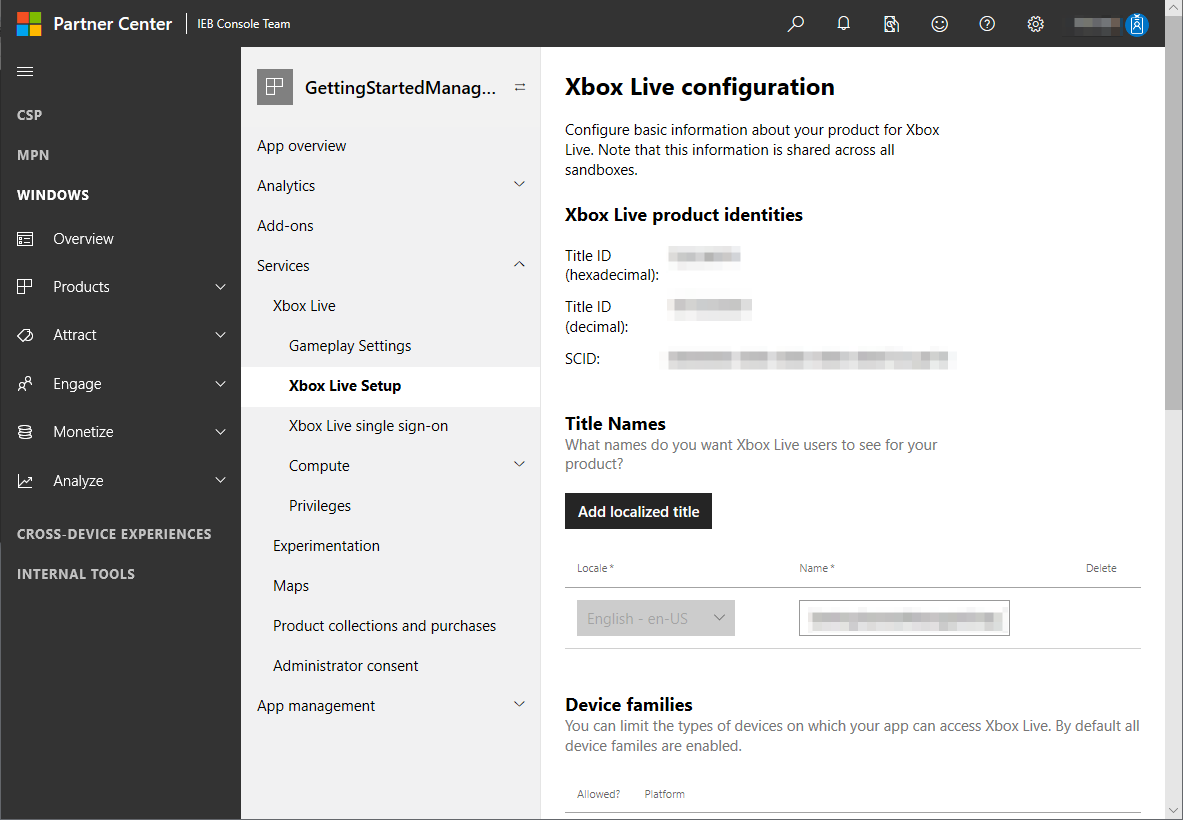 Partner Center
IEB Console Team
CSP
MPN
WINDOWS
Overview
Products
Attract
Engage
Monetize
Analyze
CROSS-DEVICE EXPERIENCES
INTERNAL TOOLS
GettingStartedManag...
App overview
Analytics
Add-ons
Services
Xbox Live
Gameplay Settings
Xbox Live Setup
Xbox Live single sign-on
Compute
Privileges
Experimentation
Maps
Product collections and purchases
Administrator consent
App management
Xbox Live configuration
Configure basic information about your product for Xbox
Live. Note that this information is shared across all
sandboxes.
Xbox Live product identities
Title ID
(hexadecimal):
Title ID
(decimal):
SCID:
Title Names
What names do you want Xbox Live users to see for your
product?
Add localized title
Locale* Name* Delete
English - en-US
Device families
You can limit the types of devices on which your app can access Xbox Live. By default all
device familes are enabled.
Allowed? Platform